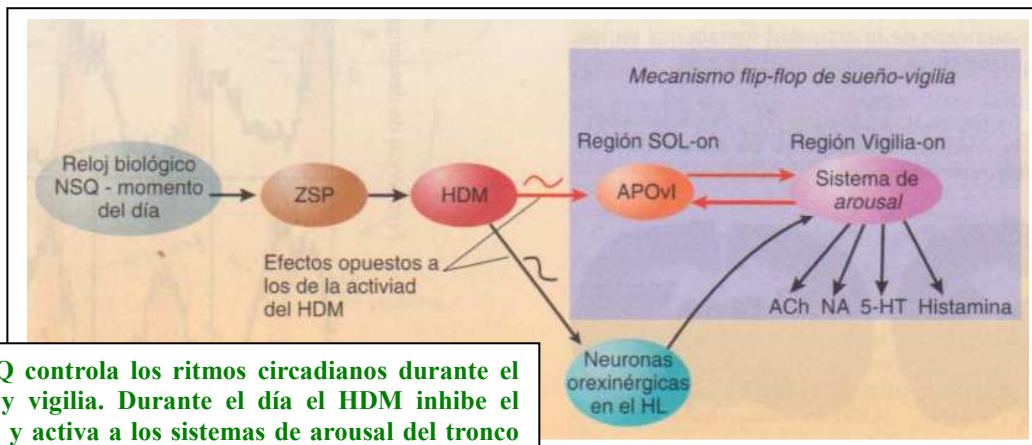 Mecanismo flip-flop de sueño-vigilia
Región SOL-on
Región Vigilia-on
Reloj biológico
NSQ - momento
del día
ZSP
HDM
APOvl
Sistema de
arousal
Efectos opuestos a
los de la activiad
del HDM
ACh NA 5-HT Histamina
Neuronas
orexinérgicas
en el HL
Q controla los ritmos circadianos durante el
y vigilia. Durante el día el HDM inhibe el
y activa a los sistemas de arousal del tronco